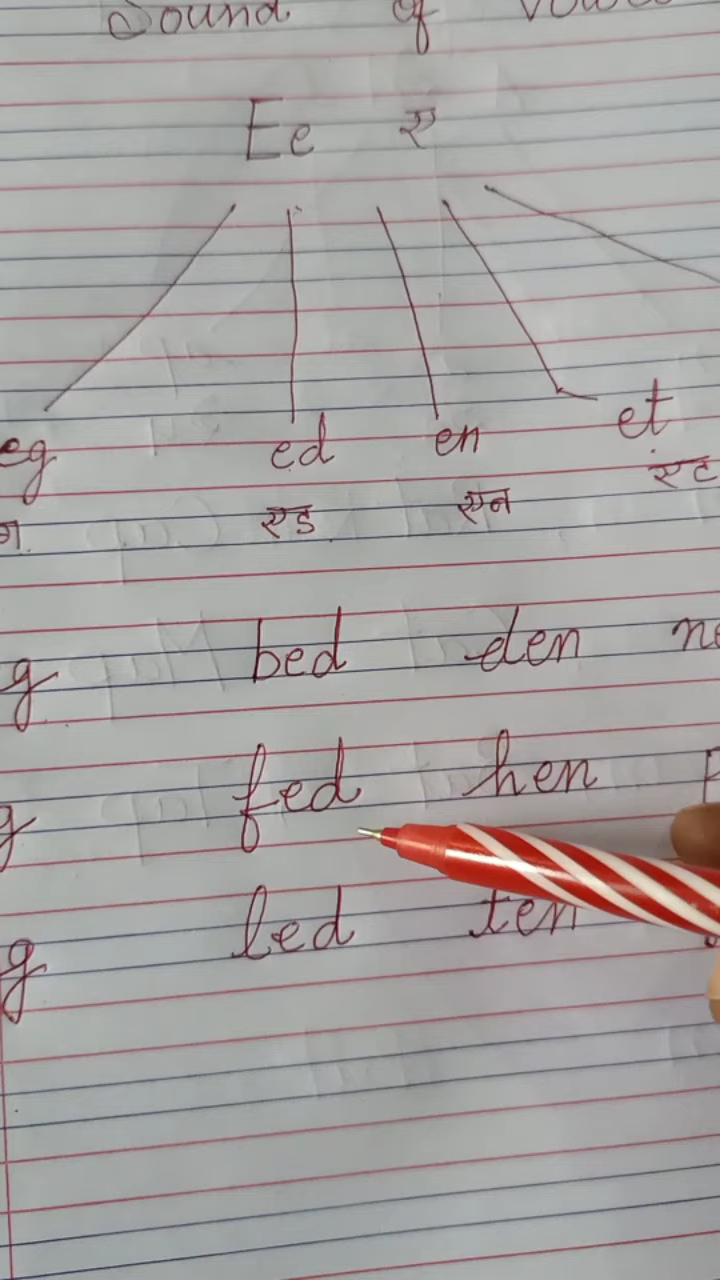 Sound of
Ee ए
eg ed en et
एड एन एट
bed den
fed hen
led ten